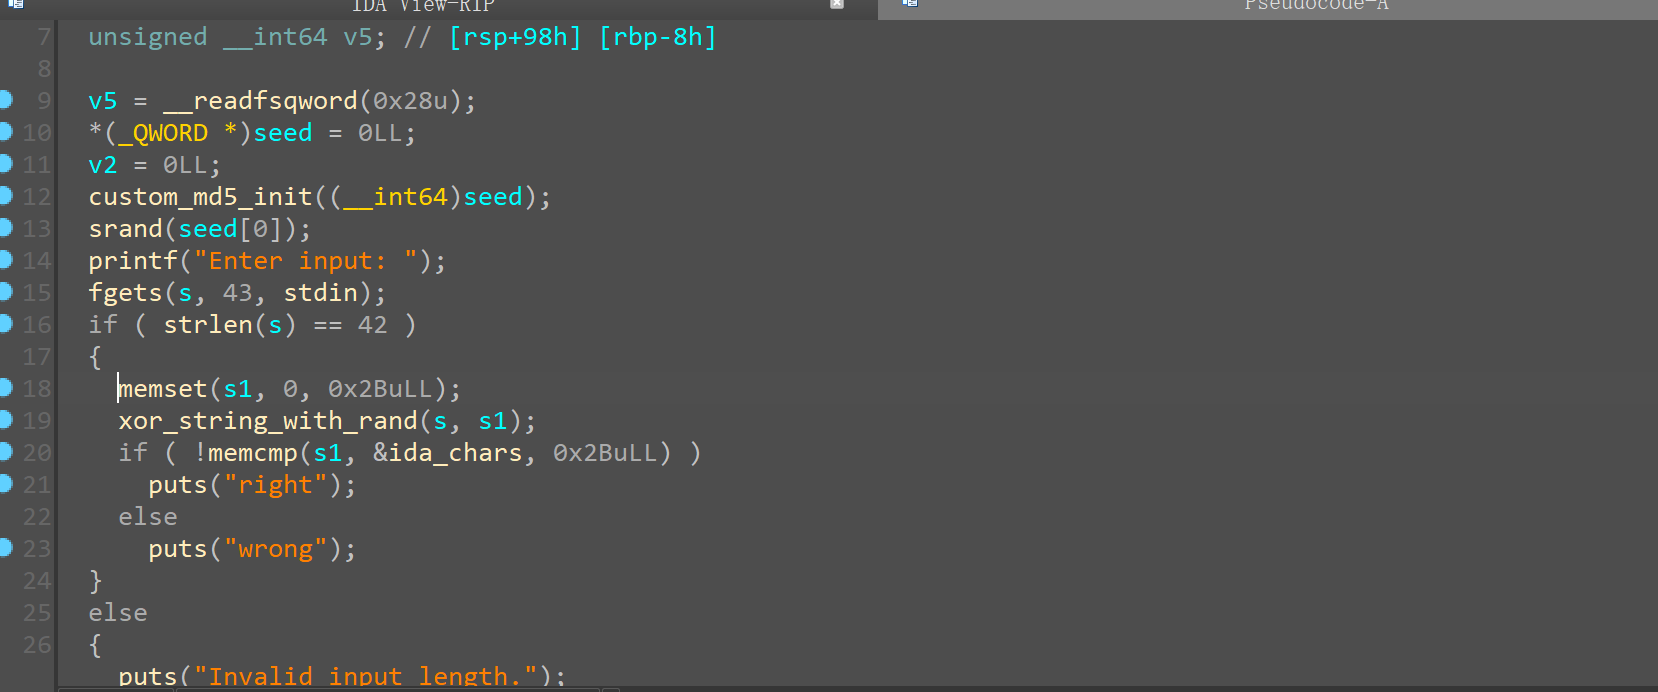 IDA View-RIP
Pseudocode-A
7 unsigned __int64 v5; // [rsp+98h] [rbp-8h]
8
9 v5 = __readfsqword(0x28u);
10 *(_QWORD *)seed = 0LL;
11 v2 = 0LL;
12 custom_md5_init((__int64)seed);
13 srand(seed[0]);
14 printf("Enter input: ");
15 fgets(s, 43, stdin);
16 if ( strlen(s) == 42 )
17 {
18 memset(s1, 0, 0x2BuLL);
19 xor_string_with_rand(s, s1);
20 if ( !memcmp(s1, &ida_chars, 0x2BuLL) )
21 puts("right");
22 else
23 puts("wrong");
24 }
25 else
26 {
puts("Invalid input length.");